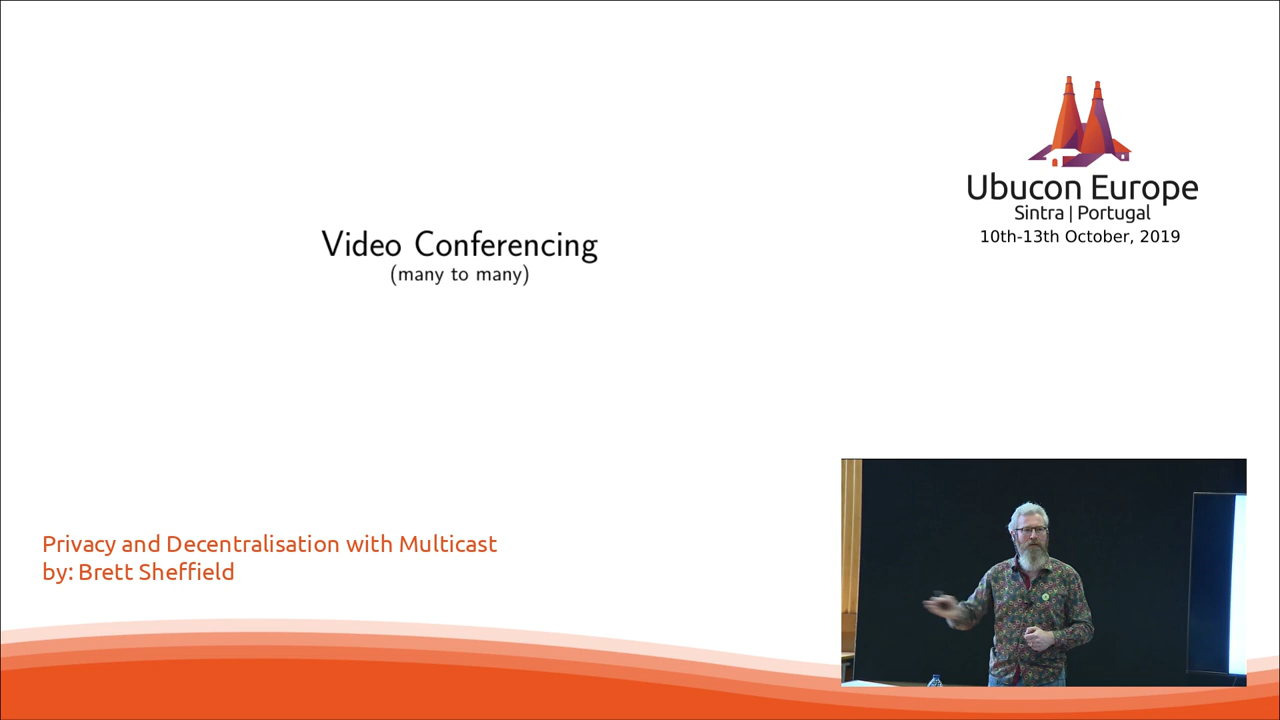 Ubucon Europe
Sintra | Portugal
10th-13th October, 2019
Video Conferencing
(many to many)
Privacy and Decentralisation with Multicast
by: Brett Sheffield